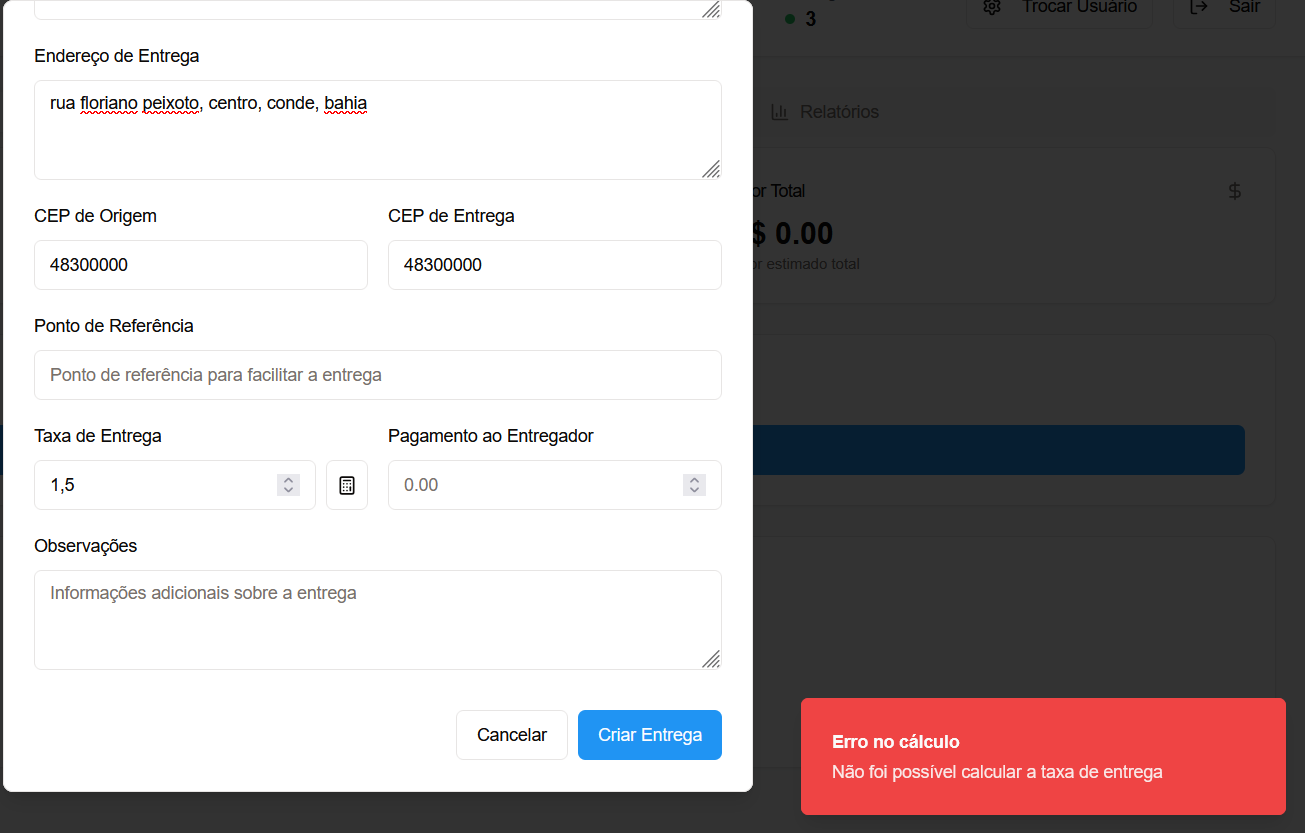 Endereço de Entrega
rua floriano peixoto, centro, conde, bahia
CEP de Origem
CEP de Entrega
48300000
48300000
Ponto de Referência
Ponto de referência para facilitar a entrega
Taxa de Entrega
Pagamento ao Entregador
1,5
0.00
Observações
Informações adicionais sobre a entrega
Cancelar
Criar Entrega
3
Trocar Usuário
Sair
Relatórios
or Total
$
$ 0.00
or estimado total
Erro no cálculo
Não foi possível calcular a taxa de entrega